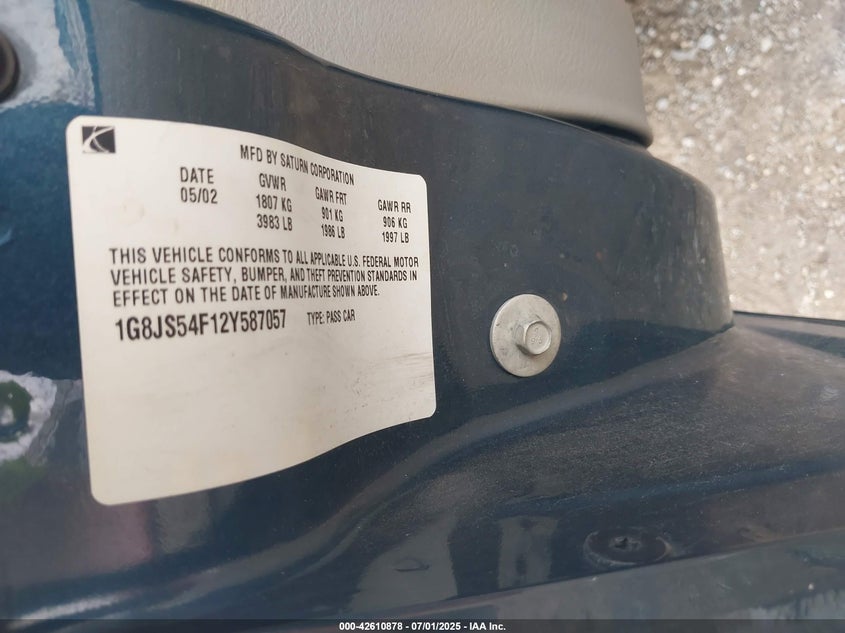 MFD BY SATURN CORPORATION
DATE GVWR GAWR FRT GAWR RR
05/02 1807 KG 901 KG 906 KG
3983 LB 1986 LB 1997 LB
THIS VEHICLE CONFORMS TO ALL APPLICABLE U.S. FEDERAL MOTOR
VEHICLE SAFETY, BUMPER, AND THEFT PREVENTION STANDARDS IN
EFFECT ON THE DATE OF MANUFACTURE SHOWN ABOVE.
1G8JS54F12Y587057 TYPE: PASS CAR
000-42610878 - 07/01/2025 - IAA Inc.